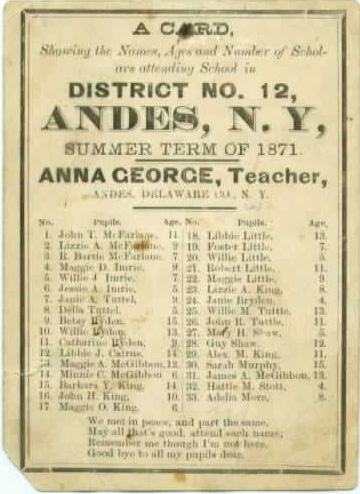 A CARD,
Showing the Names, Ages and Number of Schol-
ars attending School in
DISTRICT NO. 12,
ANDES, N. Y,
SUMMER TERM OF 1871.
ANNA GEORGE, Teacher,
ANDES, DELAWARE CO., N. Y.
No. Pupils. Age. No. Pupils. Age,
1. John T. McFarlane, 11 18, Libbie Little, 13.
2. Lizzie A. McFarlane, 9 19, Foster Little, 7.
3. R. Bartie McFarlane, 7 20. Willie Little, 5.
4. Maggie D. Imrie, 9 21. Robert Little, 11.
5. Willie J. Imrie, 7 22. Maggie Little, 9.
6. Jessie A. Imrie, 5 23. Lizzie A. King, 8.
7. Janie A. Tuttel, 9 24. Janie Bryden, 4.
8. Della Tuttel, 5 25. Willie M. Tuttle, 13.
9. Betsy Ryden, 15 26. John R. Tuttle, 11.
10. Willie Ryden, 27. May H. Shaw, 5.
11. Catharine Ryden, 9 28. Guy Shaw, 12.
12. Libbie J. Cairns, 14 29. Alex. M. King, 11.
13. Maggie A. McGibbon, 12 30. Sarah Murphy, 15.
14. Minnie C. McGibbon 6 31. James A. McGibbon, 13.
15. Barbara Y. King, 14 32. Hattie M. Stott, 4.
16. John H. King, 10 33. Addia More, 8.
17 Maggie O. King, 6
We met in peace, and part the same,
May all that's good, attend each name;
Remember me though I'm not here,
Good bye to all my pupils dear.